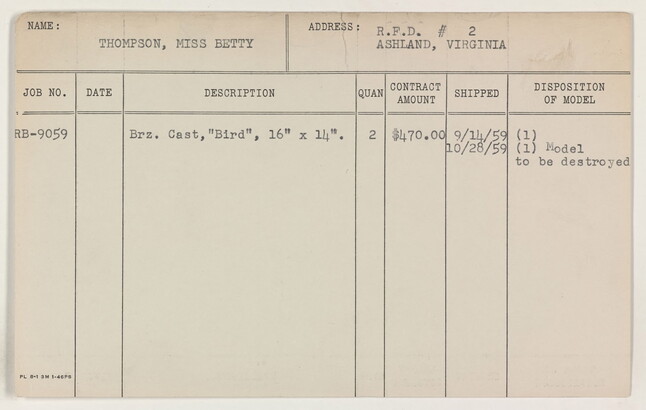 NAME: ADDRESS: R.F.D. # 2
THOMPSON, MISS BETTY ASHLAND, VIRGINIA
JOB NO. DATE DESCRIPTION QUAN CONTRACT AMOUNT SHIPPED DISPOSITION OF MODEL
RB-9059 Brz. Cast,"Bird", 16" x 14". 2 $470.00 9/14/59 (1)
10/28/59 (1) Model
to be destroyed